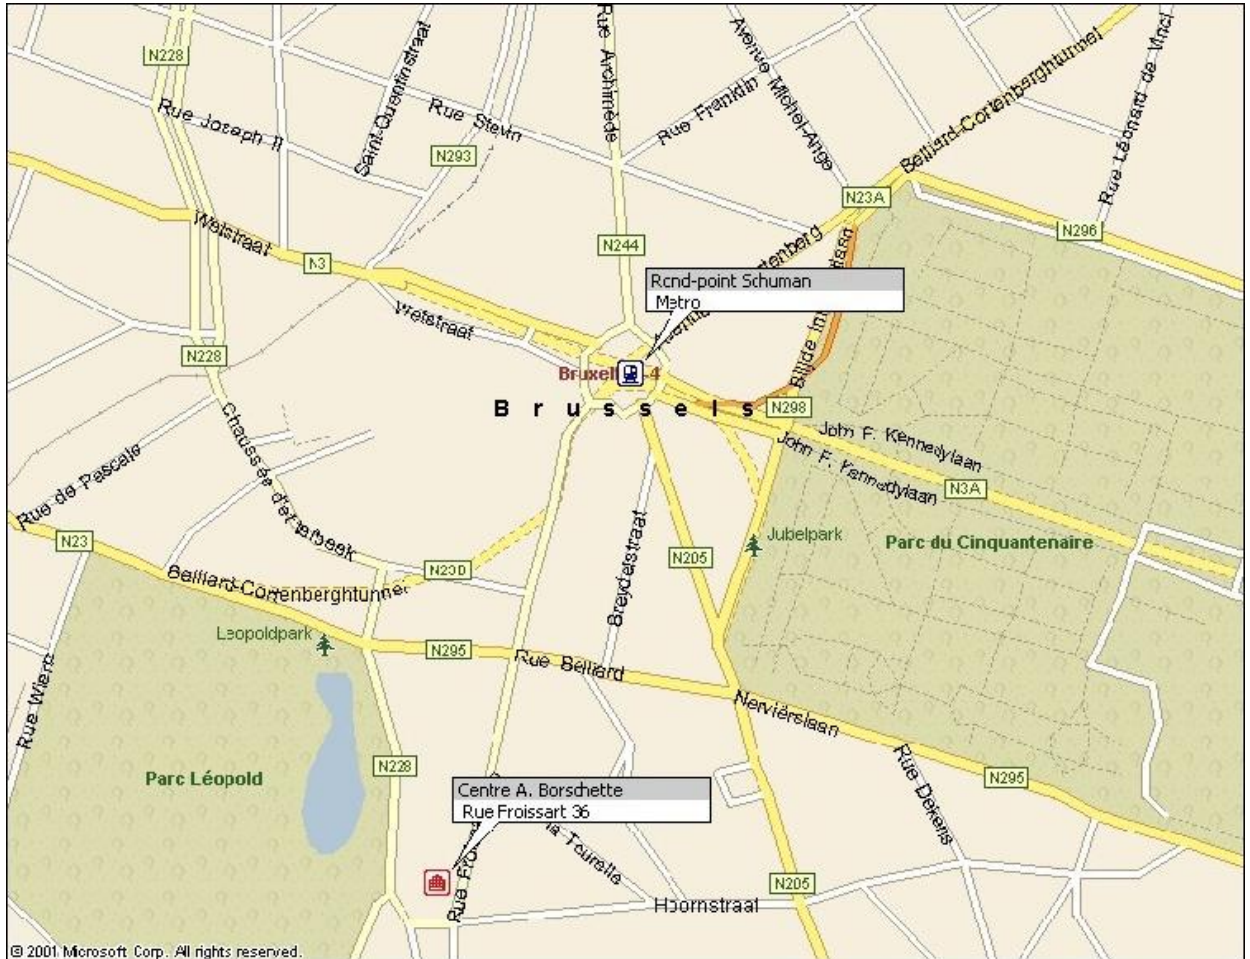 N228
Rue Joseph II
Saint-Quentinstraat
Rue Stevin
N293
Rue Archimède
Rue Franklin
Avenue Michel-Ange
Belliard-Cortenberghtunnel
Rue Léonard de Vinci
N23A
N296
Wetstraat
N3
N244
Rond-point Schuman
Metro
Wetstraat
N228
Brussels
N298
John F. Kennedylaan
John F. Kennedylaan
N3A
Chaussée d'Etterbeek
Rue de Pascale
N23
Belliard-Cortenberghtunnel
N23D
Breydelstraat
N205
Jubelpark
Parc du Cinquantenaire
Leopoldpark
N295
Rue Belliard
Rue Wiertz
Nerviërslaan
Parc Léopold
N228
Centre A. Borschette
Rue Froissart 36
Rue Dekens
N295
Tourelle
N205
Hoornstraat
© 2001 Microsoft Corp. All rights reserved.